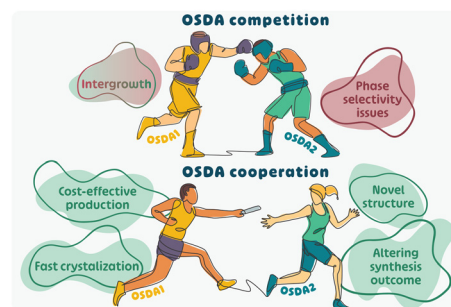 OSDA competition
Intergrowth
Phase
selectivity
issues
OSDA1
OSDA2
OSDA cooperation
Cost-effective
production
Novel
structure
Fast crystalization
Altering
synthesis
outcome
OSDA1
OSDA2